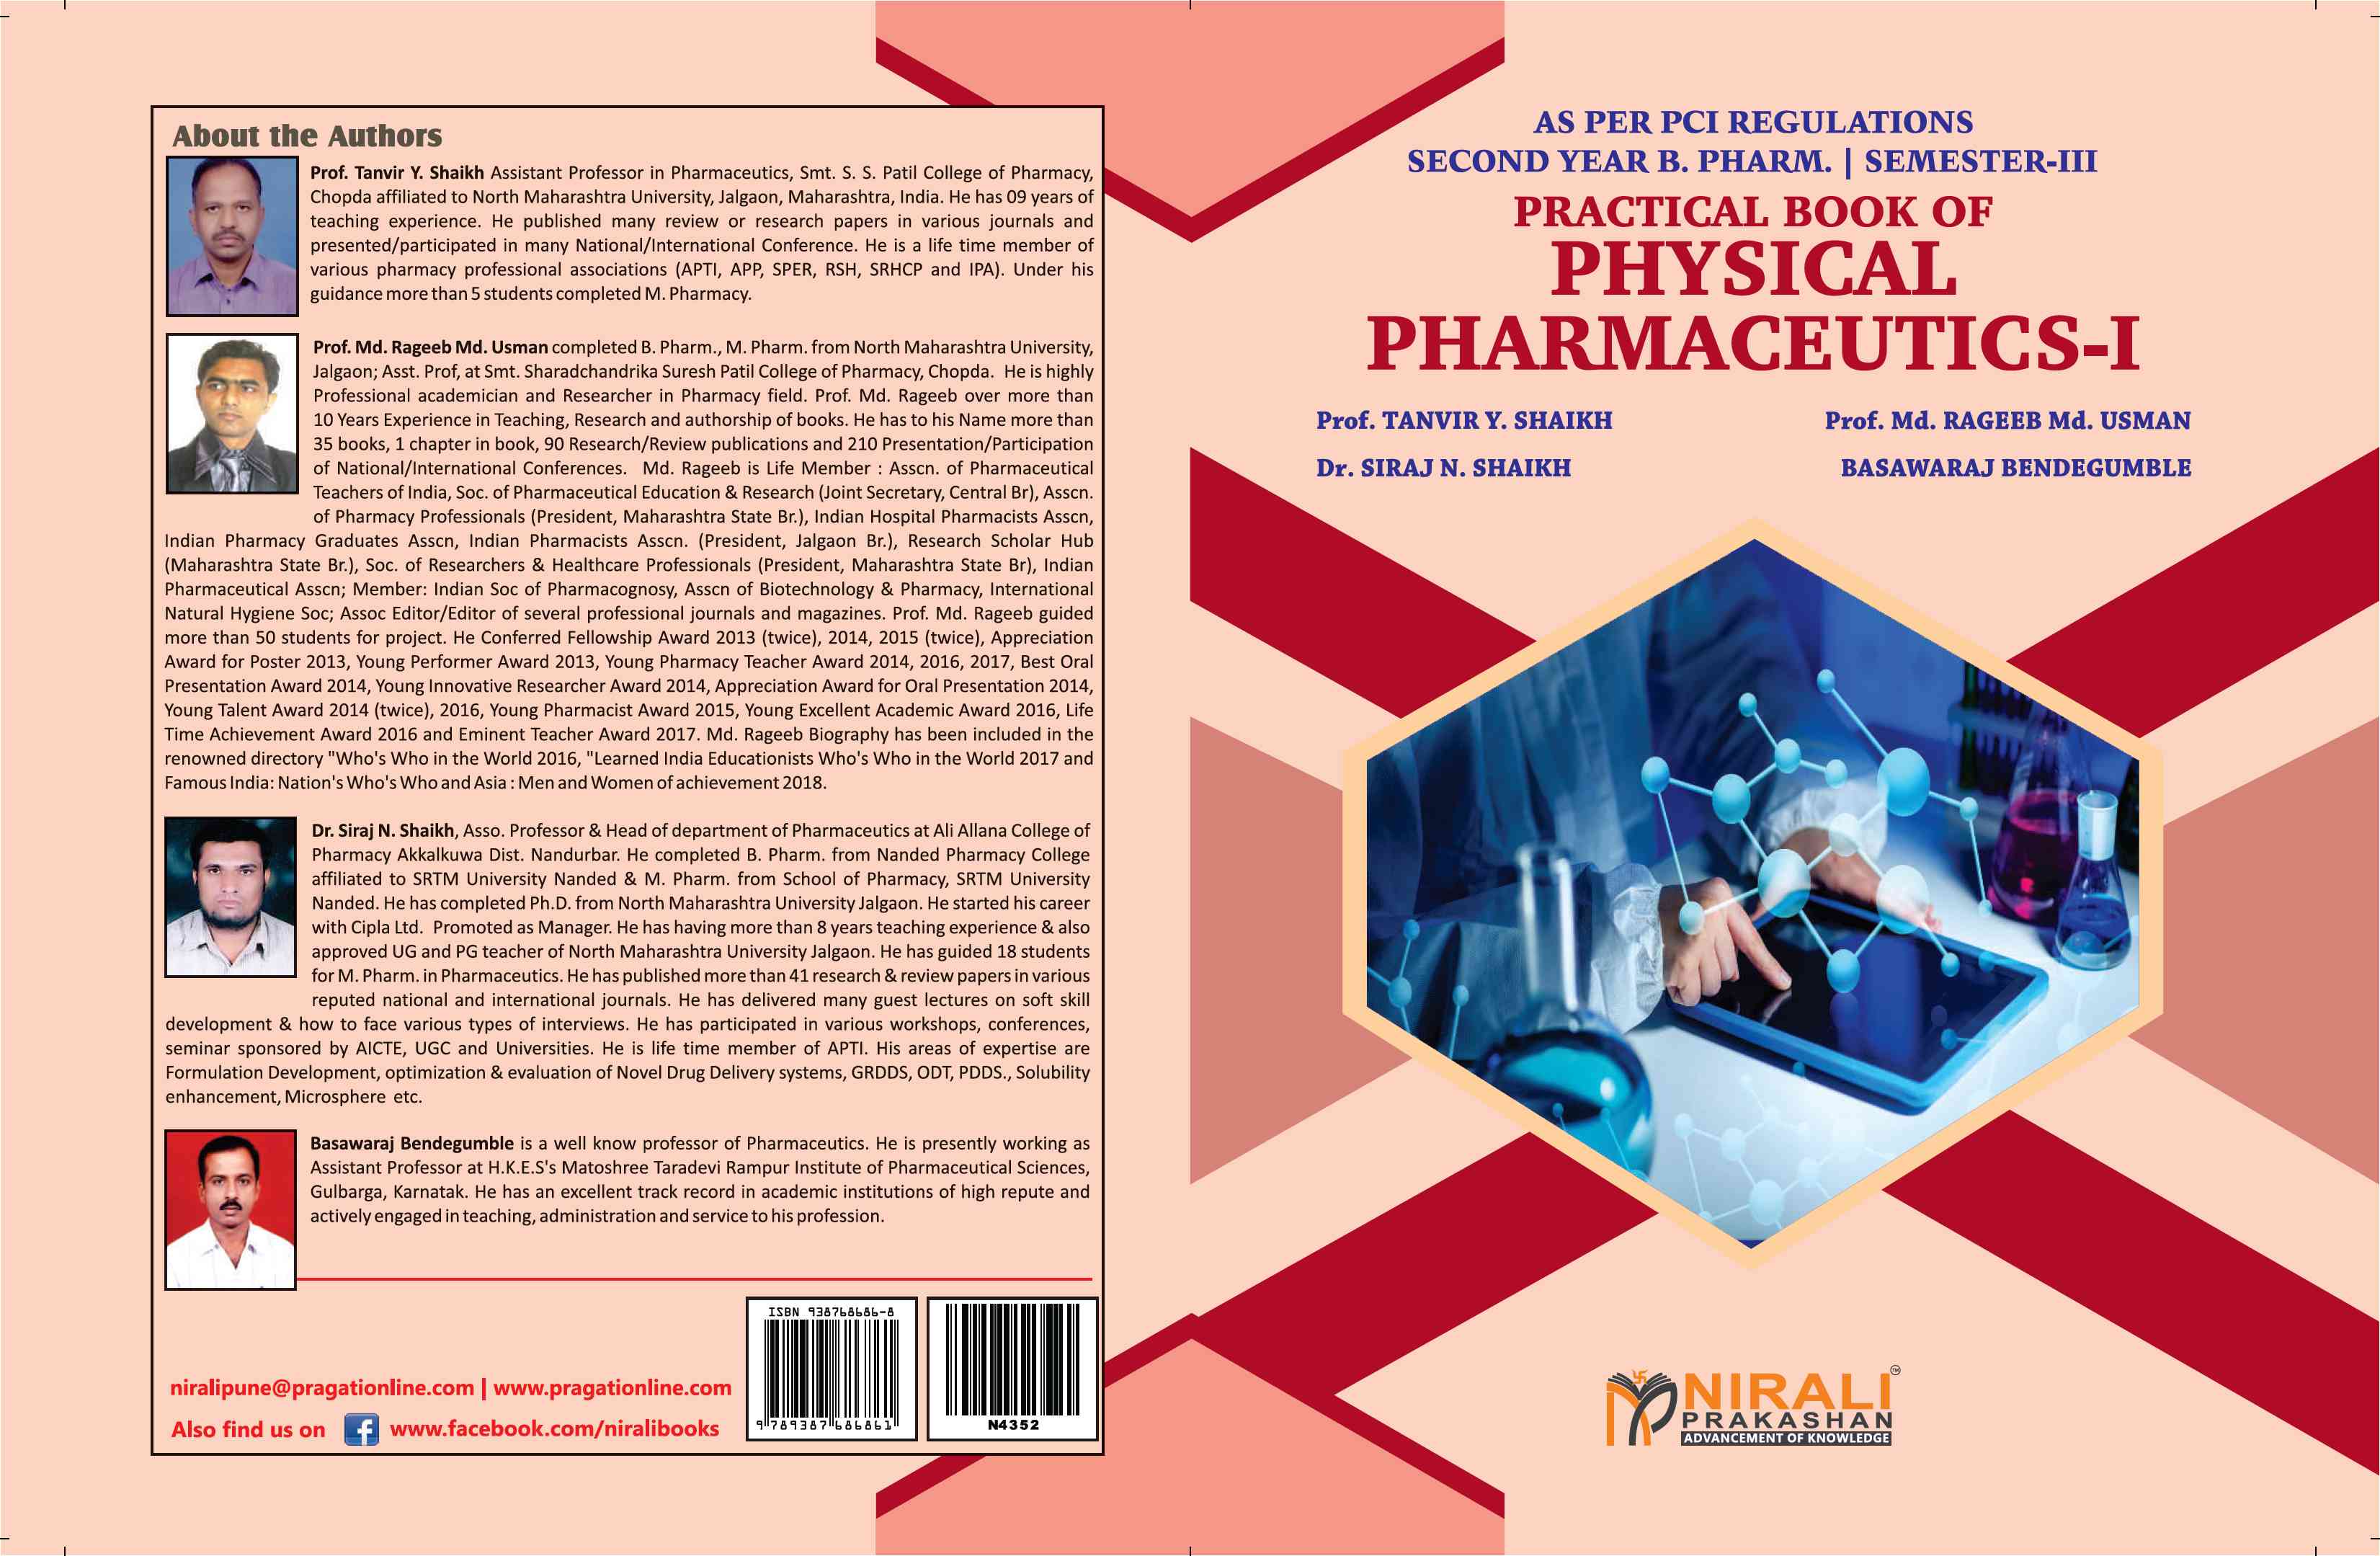 About the Authors
Prof. Tanvir Y. Shaikh Assistant Professor in Pharmaceutics, Smt. S. S. Patil College of Pharmacy,
Chopda affiliated to North Maharashtra University, Jalgaon, Maharashtra, India. He has 09 years of
teaching experience. He published many review or research papers in various journals and
presented/participated in many National/International Conference. He is a life time member of
various pharmacy professional associations (APTI, APP, SPER, RSH, SRHCP and IPA). Under his
guidance more than 5 students completed M. Pharmacy.
Prof. Md. Rageeb Md. Usman completed B. Pharm., M. Pharm. from North Maharashtra University,
Jalgaon; Asst. Prof, at Smt. Sharadchandrika Suresh Patil College of Pharmacy, Chopda. He is highly
Professional academician and Researcher in Pharmacy field. Prof. Md. Rageeb over more than
10 Years Experience in Teaching, Research and authorship of books. He has to his Name more than
35 books, 1 chapter in book, 90 Research/Review publications and 210 Presentation/Participation
of National/International Conferences. Md. Rageeb is Life Member : Asscn. of Pharmaceutical
Teachers of India, Soc. of Pharmaceutical Education & Research (Joint Secretary, Central Br), Asscn.
of Pharmacy Professionals (President, Maharashtra State Br.), Indian Hospital Pharmacists Asscn,
Indian Pharmacy Graduates Asscn, Indian Pharmacists Asscn. (President, Jalgaon Br.), Research Scholar Hub
(Maharashtra State Br.), Soc. of Researchers & Healthcare Professionals (President, Maharashtra State Br), Indian
Pharmaceutical Asscn; Member: Indian Soc of Pharmacognosy, Asscn of Biotechnology & Pharmacy, International
Natural Hygiene Soc; Assoc Editor/Editor of several professional journals and magazines. Prof. Md. Rageeb guided
more than 50 students for project. He Conferred Fellowship Award 2013 (twice), 2014, 2015 (twice), Appreciation
Award for Poster 2013, Young Performer Award 2013, Young Pharmacy Teacher Award 2014, 2016, 2017, Best Oral
Presentation Award 2014, Young Innovative Researcher Award 2014, Appreciation Award for Oral Presentation 2014,
Young Talent Award 2014 (twice), 2016, Young Pharmacist Award 2015, Young Excellent Academic Award 2016, Life
Time Achievement Award 2016 and Eminent Teacher Award 2017. Md. Rageeb Biography has been included in the
renowned directory "Who's Who in the World 2016, "Learned India Educationists Who's Who in the World 2017 and
Famous India: Nation's Who's Who and Asia : Men and Women of achievement 2018.
Dr. Siraj N. Shaikh, Asso. Professor & Head of department of Pharmaceutics at Ali Allana College of
Pharmacy Akkalkuwa Dist. Nandurbar. He completed B. Pharm. from Nanded Pharmacy College
affiliated to SRTM University Nanded & M. Pharm. from School of Pharmacy, SRTM University
Nanded. He has completed Ph.D. from North Maharashtra University Jalgaon. He started his career
with Cipla Ltd. Promoted as Manager. He has having more than 8 years teaching experience & also
approved UG and PG teacher of North Maharashtra University Jalgaon. He has guided 18 students
for M. Pharm. in Pharmaceutics. He has published more than 41 research & review papers in various
reputed national and international journals. He has delivered many guest lectures on soft skill
development & how to face various types of interviews. He has participated in various workshops, conferences,
seminar sponsored by AICTE, UGC and Universities. He is life time member of APTI. His areas of expertise are
Formulation Development, optimization & evaluation of Novel Drug Delivery systems, GRDDS, ODT, PDDS., Solubility
enhancement, Microsphere etc.
Basawaraj Bendegumble is a well know professor of Pharmaceutics. He is presently working as
Assistant Professor at H.K.E.S's Matoshree Taradevi Rampur Institute of Pharmaceutical Sciences,
Gulbarga, Karnatak. He has an excellent track record in academic institutions of high repute and
actively engaged in teaching, administration and service to his profession.
niralipune@pragationline.com | www.pragationline.com
Also find us on f www.facebook.com/niralibooks
ISBN 938768686-8
9 789387 686861
N4352
AS PER PCI REGULATIONS
SECOND YEAR B. PHARM. | SEMESTER-III
PRACTICAL BOOK OF
PHYSICAL
PHARMACEUTICS-I
Prof. TANVIR Y. SHAIKH Prof. Md. RAGEEB Md. USMAN
Dr. SIRAJ N. SHAIKH BASAWARAJ BENDEGUMBLE
NIRALI™
PRAKASHAN
ADVANCEMENT OF KNOWLEDGE